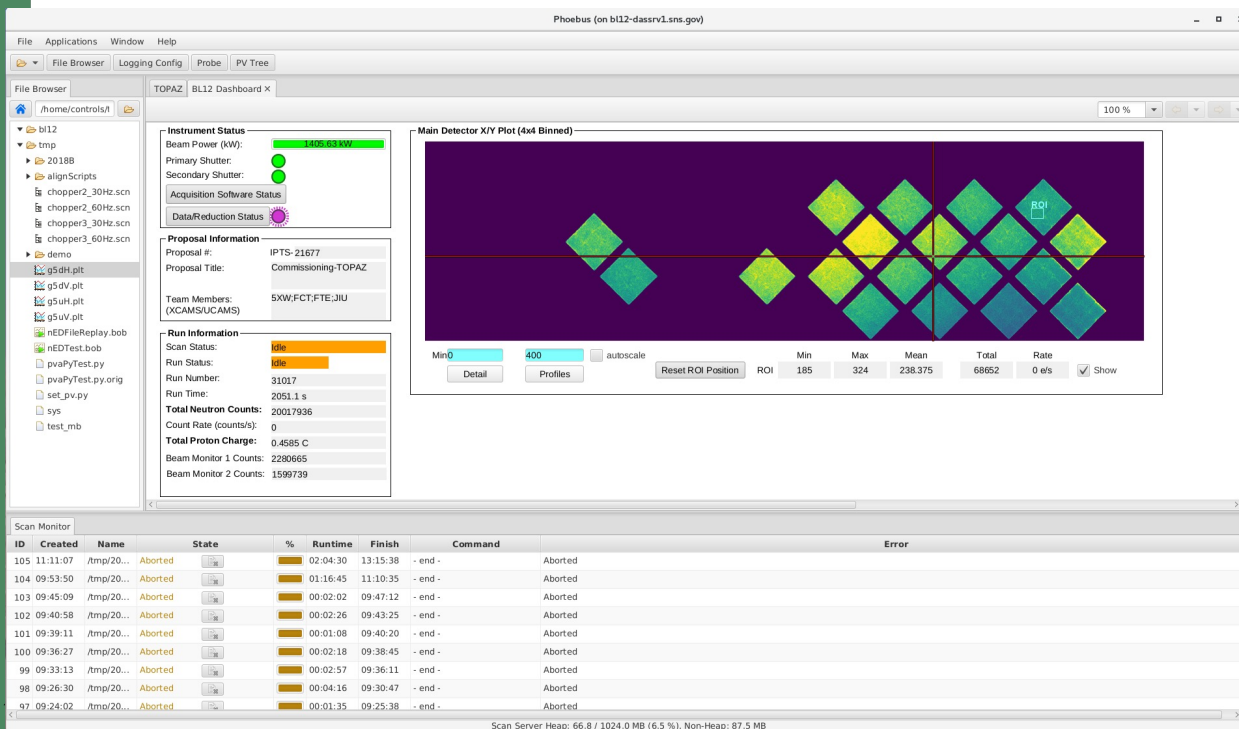 Phoebus (on bl12-dassrv1.sns.gov)
File Applications Window Help
File Browser Logging Config Probe PV Tree
File Browser
/home/controls/
bl12
tmp
2018B
alignScripts
chopper2_30Hz.scn
chopper2_60Hz.scn
chopper3_30Hz.scn
chopper3_60Hz.scn
demo
g5dH.plt
g5dV.plt
g5uH.plt
g5uV.plt
nEDFileReplay.bob
nEDTest.bob
pvaPyTest.py
pvaPyTest.py.orig
set_pv.py
sys
test_mb
TOPAZ BL12 Dashboard
100 %
Instrument Status
Beam Power (kW): 1405.63 kW
Primary Shutter:
Secondary Shutter:
Acquisition Software Status
Data/Reduction Status
Proposal Information
Proposal #: IPTS-21677
Proposal Title: Commissioning-TOPAZ
Team Members: 5XW;FCT;FTE;JIU
(XCAMS/UCAMS)
Run Information
Scan Status: Idle
Run Status: Idle
Run Number: 31017
Run Time: 2051.1 s
Total Neutron Counts: 20017936
Count Rate (counts/s): 0
Total Proton Charge: 0.4585 C
Beam Monitor 1 Counts: 2280665
Beam Monitor 2 Counts: 1599739
Main Detector X/Y Plot (4x4 Binned)
ROI
Min 0 400 autoscale
Detail Profiles
Min Max Mean Total Rate
Reset ROI Position ROI 185 324 238.375 68652 0 e/s Show
Scan Monitor
ID Created Name State % Runtime Finish Command Error
105 11:11:07 /tmp/20... Aborted 02:04:30 13:15:38 - end - Aborted
104 09:53:50 /tmp/20... Aborted 01:16:45 11:10:35 - end - Aborted
103 09:45:09 /tmp/20... Aborted 00:02:02 09:47:12 - end - Aborted
102 09:40:58 /tmp/20... Aborted 00:02:26 09:43:25 - end - Aborted
101 09:39:11 /tmp/20... Aborted 00:01:08 09:40:20 - end - Aborted
100 09:36:27 /tmp/20... Aborted 00:02:18 09:38:45 - end - Aborted
99 09:33:13 /tmp/20... Aborted 00:02:57 09:36:11 - end - Aborted
98 09:26:30 /tmp/20... Aborted 00:04:16 09:30:47 - end - Aborted
97 09:24:02 /tmp/20... Aborted 00:01:35 09:25:38 - end - Aborted
Scan Server Heap: 66.8 / 1024.0 MB (6.5 %), Non-Heap: 87.5 MB